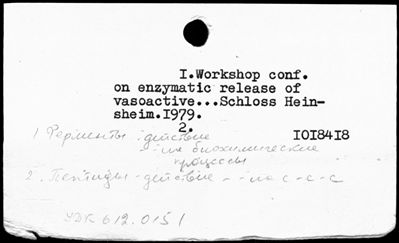 I.Workshop conf.
on enzymatic release of
vasoactive...Schloss Hein-
sheim.I979.
2.
IOI84I8
1 Ферменты - действие
- на биохимические
процессы
2. Пептиды - действие - - на с-с-с
УДК 612.015